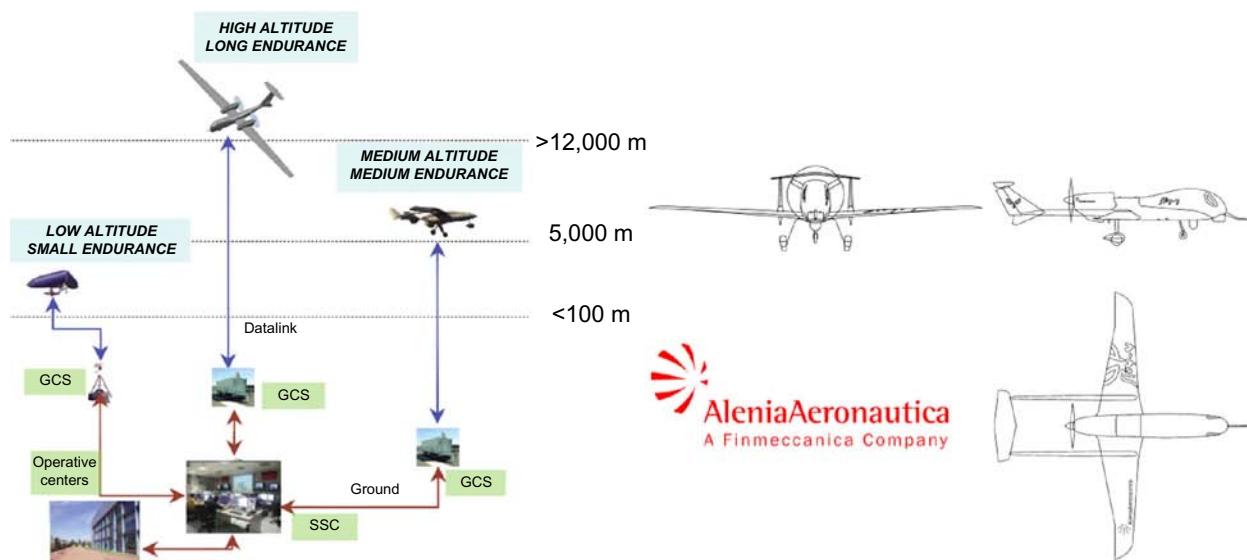 HIGH ALTITUDE
LONG ENDURANCE
>12,000 m
MEDIUM ALTITUDE
MEDIUM ENDURANCE
LOW ALTITUDE
SMALL ENDURANCE
5,000 m
<100 m
Datalink
GCS
GCS
Operative
centers
Ground
GCS
SSC
AleniaAeronautica
A Finmeccanica Company